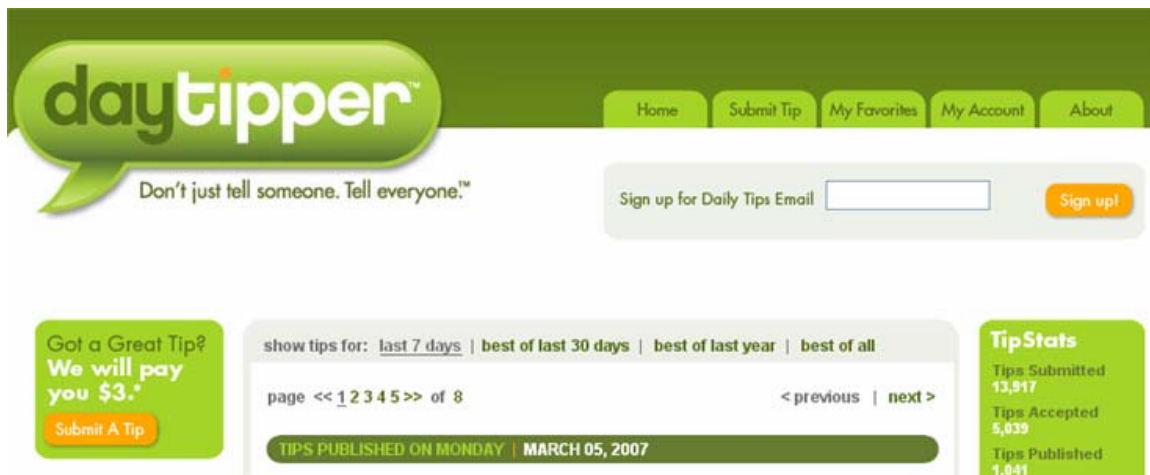 daytipper™
Home Submit Tip My Favorites My Account About
Don't just tell someone. Tell everyone.™
Sign up for Daily Tips Email Sign up!
Got a Great Tip?
We will pay
you $3.*
Submit A Tip
show tips for: last 7 days | best of last 30 days | best of last year | best of all
page << 1 2 3 4 5 >> of 8 < previous | next >
TIPS PUBLISHED ON MONDAY | MARCH 05, 2007
TipStats
Tips Submitted
13,917
Tips Accepted
5,039
Tips Published
1,041